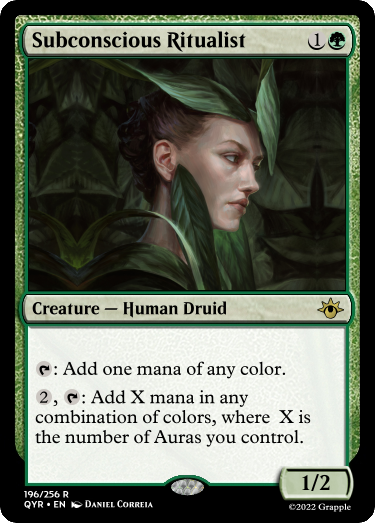 Subconscious Ritualist 1
Creature — Human Druid
: Add one mana of any color.
2, : Add X mana in any
combination of colors, where X is
the number of Auras you control.
1/2
196/256 R
QYR • EN Daniel Correia
©2022 Grapple